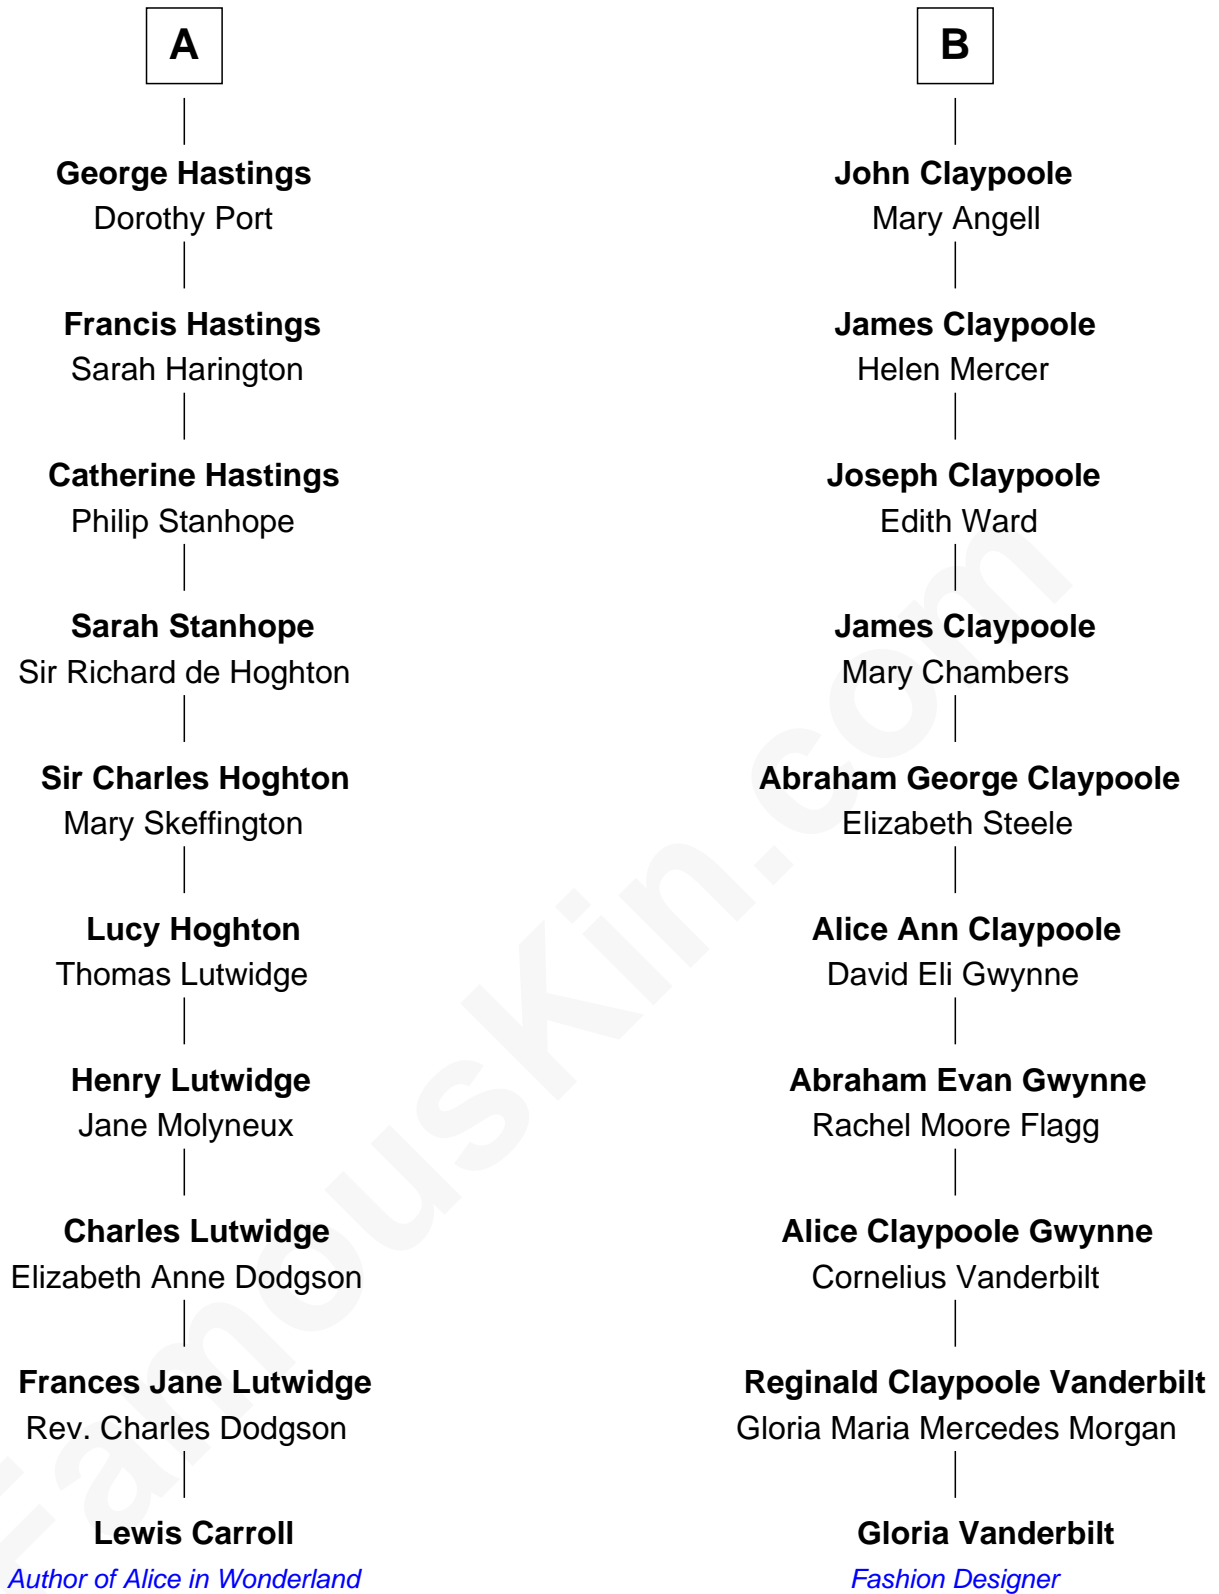 A
George Hastings
Dorothy Port
Francis Hastings
Sarah Harington
Catherine Hastings
Philip Stanhope
Sarah Stanhope
Sir Richard de Hoghton
Sir Charles Hoghton
Mary Skeffington
Lucy Hoghton
Thomas Lutwidge
Henry Lutwidge
Jane Molyneux
Charles Lutwidge
Elizabeth Anne Dodgson
Frances Jane Lutwidge
Rev. Charles Dodgson
Lewis Carroll
Author of Alice in Wonderland
B
John Claypoole
Mary Angell
James Claypoole
Helen Mercer
Joseph Claypoole
Edith Ward
James Claypoole
Mary Chambers
Abraham George Claypoole
Elizabeth Steele
Alice Ann Claypoole
David Eli Gwynne
Abraham Evan Gwynne
Rachel Moore Flagg
Alice Claypoole Gwynne
Cornelius Vanderbilt
Reginald Claypoole Vanderbilt
Gloria Maria Mercedes Morgan
Gloria Vanderbilt
Fashion Designer
FamousKin.com